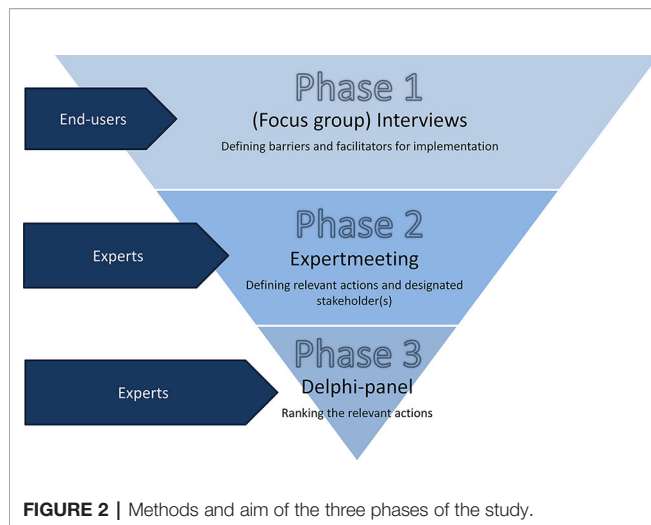 Phase 1
End-users
(Focus group) Interviews
Defining barriers and facilitators for implementation
Phase 2
Experts
Expertmeeting
Defining relevant actions and designated
stakeholder(s)
Phase 3
Experts
Delphi-panel
Ranking the relevant actions
FIGURE 2 | Methods and aim of the three phases of the study.